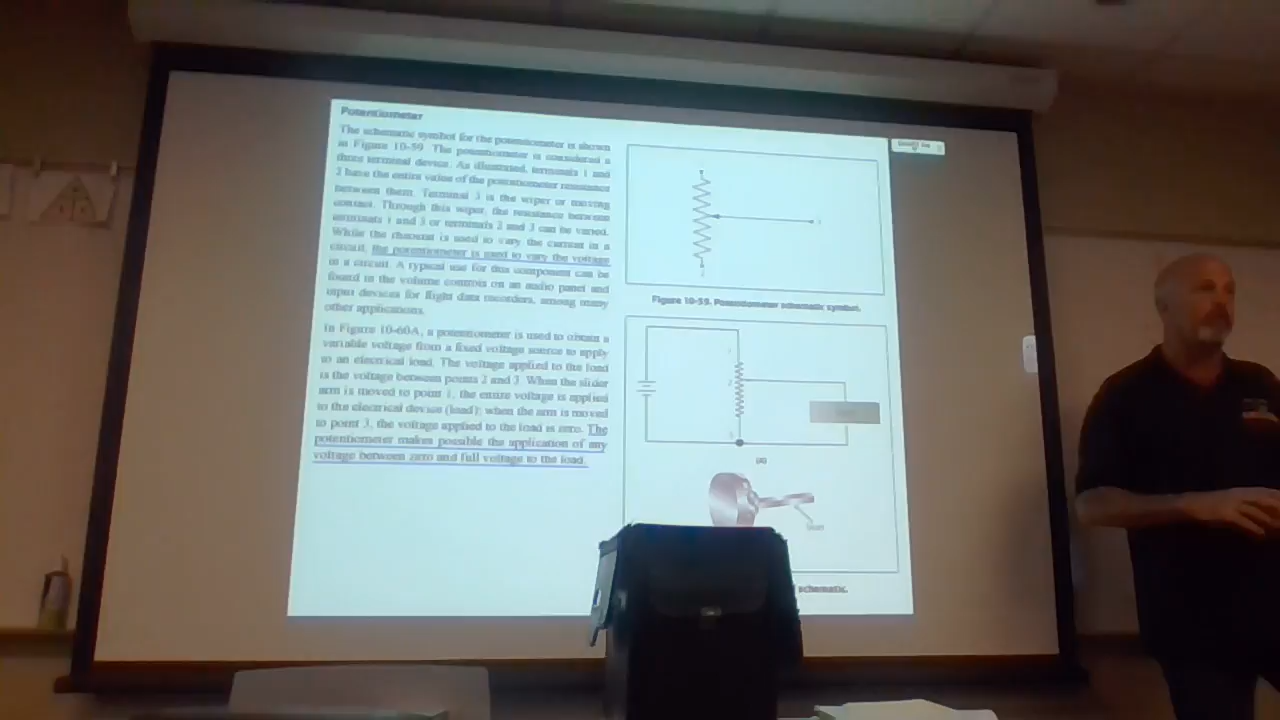 Potentiometer
The schematic symbol for the potentiometer is shown
in Figure 10-59. The potentiometer is considered a
three terminal device. As illustrated, terminals 1 and
2 have the entire value of the potentiometer resistance
between them. Terminal 3 is the wiper or moving
contact. Through this wiper, the resistance between
terminals 1 and 3 or terminals 2 and 3 can be varied.
While the rheostat is used to vary the current in a
circuit, the potentiometer is used to vary the voltage
in a circuit. A typical use for this component can be
found in the volume controls on an audio panel and
input devices for flight data recorders, among many
other applications.
In Figure 10-60A, a potentiometer is used to obtain a
variable voltage from a fixed voltage source to apply
to an electrical load. The voltage applied to the load
is the voltage between points 2 and 3. When the slider
arm is moved to point 1, the entire voltage is applied
to the electrical device (load); when the arm is moved
to point 3, the voltage applied to the load is zero. The
potentiometer makes possible the application of any
voltage between zero and full voltage to the load.
Figure 10-59. Potentiometer schematic symbol.
1
2
3
(A)
schematic.